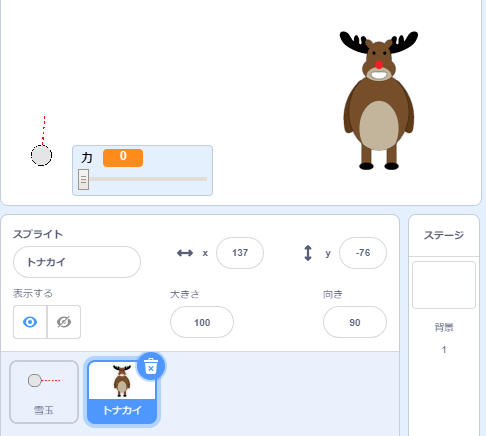 力 0
スプライト
トナカイ
x 137
y -76
表示する
大きさ
100
向き
90
雪玉
トナカイ
ステージ
背景
1